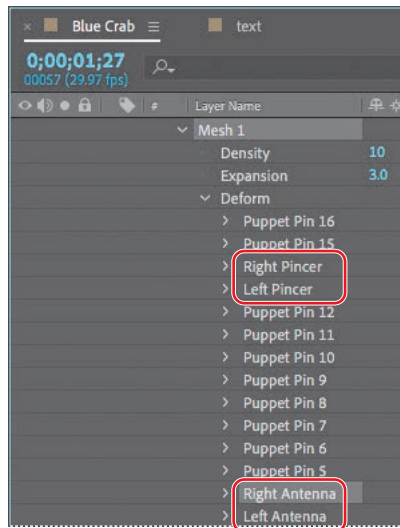 × Blue Crab ≡ text
0;00;01;27
00057 (29.97 fps)
# Layer Name
Mesh 1
Density 10
Expansion 3.0
Deform
Puppet Pin 16
Puppet Pin 15
Right Pincer
Left Pincer
Puppet Pin 12
Puppet Pin 11
Puppet Pin 10
Puppet Pin 9
Puppet Pin 8
Puppet Pin 7
Puppet Pin 6
Puppet Pin 5
Right Antenna
Left Antenna